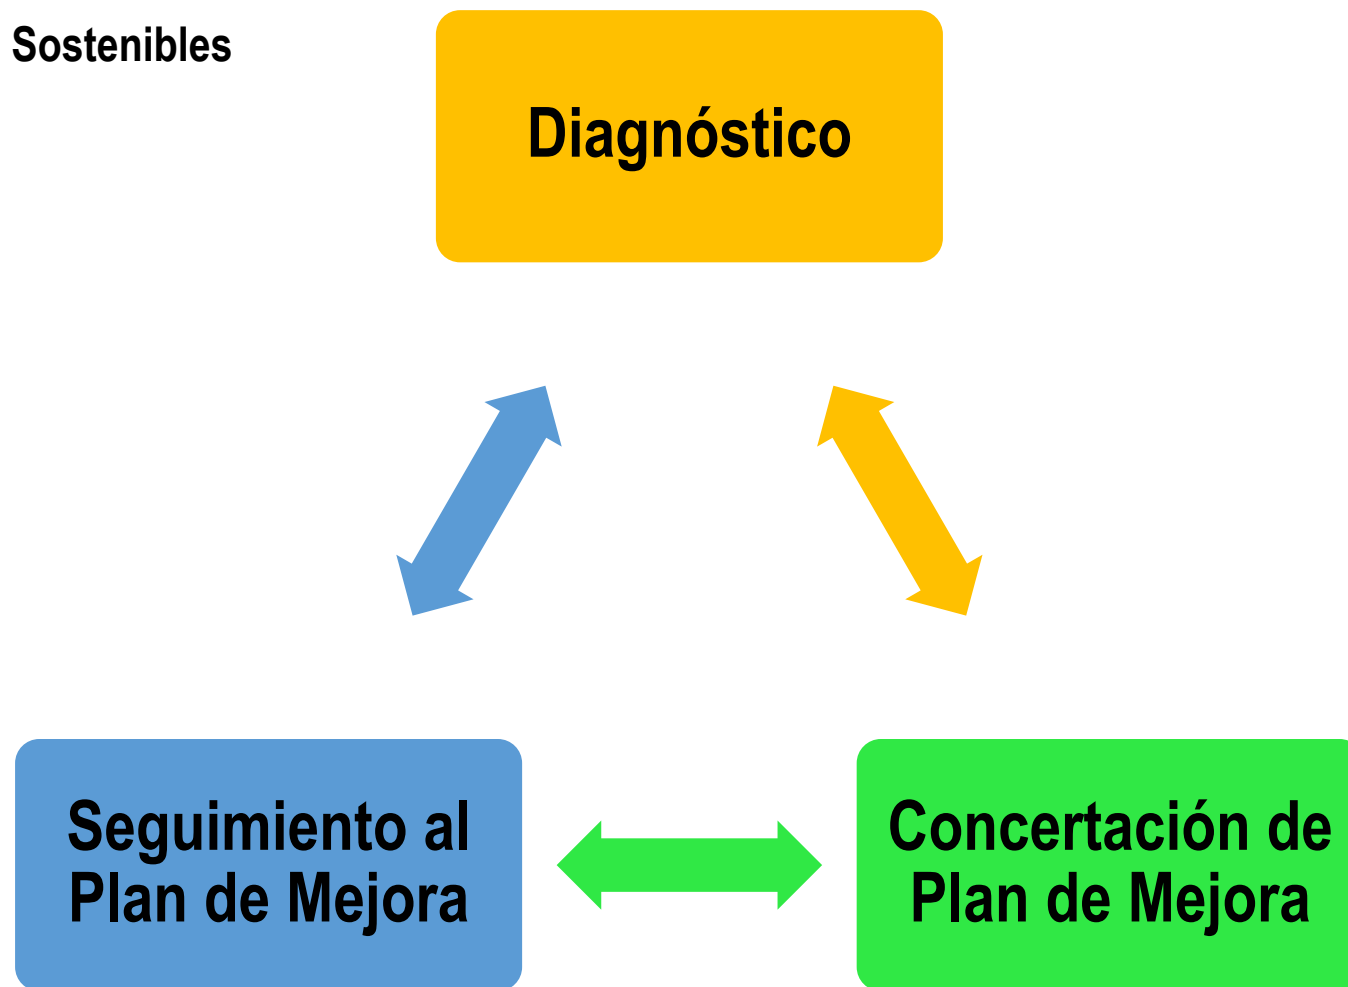 Sostenibles
Diagnóstico
Seguimiento al
Plan de Mejora
Concertación de
Plan de Mejora